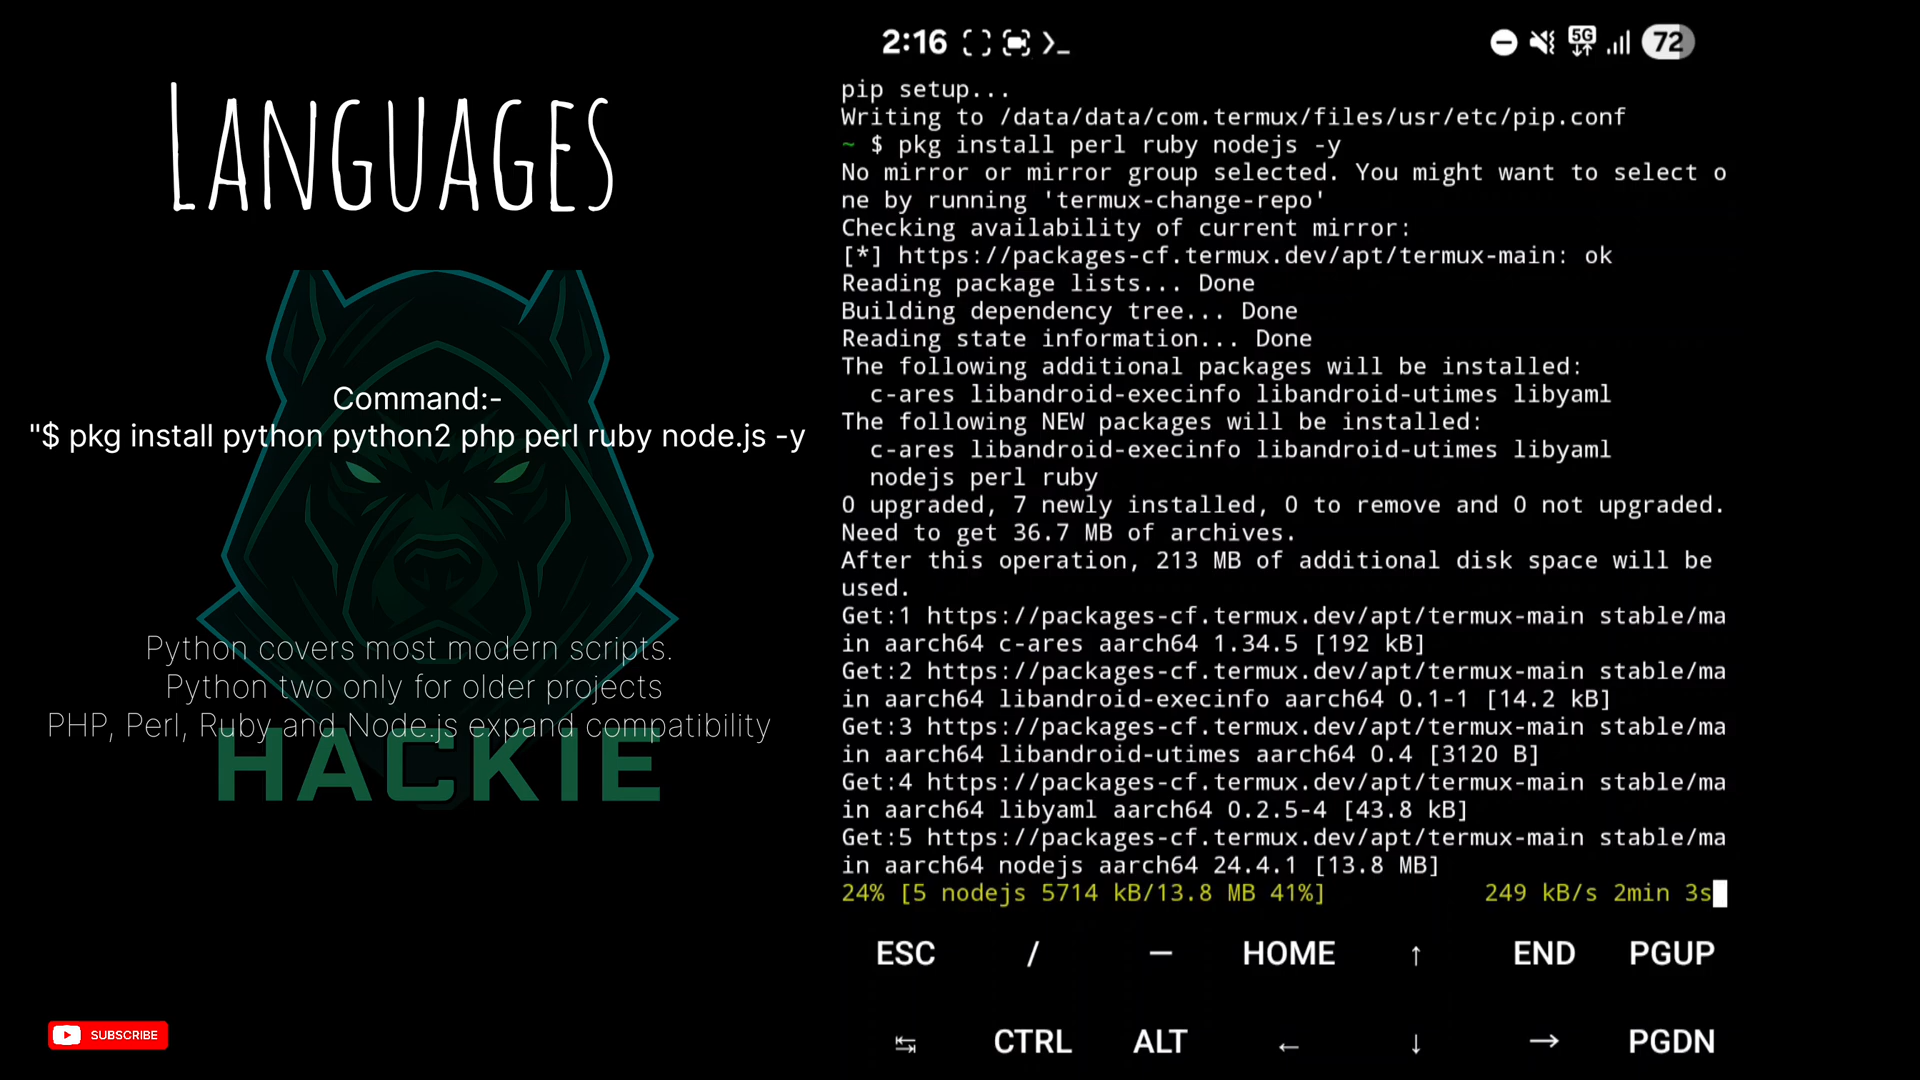 LANGUAGES
Command:-
"$ pkg install python python2 php perl ruby node.js -y
Python covers most modern scripts.
Python two only for older projects
PHP, Perl, Ruby and Node.js expand compatibility
HACKIE
SUBSCRIBE
2:16
5G
72
pip setup...
Writing to /data/data/com.termux/files/usr/etc/pip.conf
~ $ pkg install perl ruby nodejs -y
No mirror or mirror group selected. You might want to select o
ne by running 'termux-change-repo'
Checking availability of current mirror:
[*] https://packages-cf.termux.dev/apt/termux-main: ok
Reading package lists... Done
Building dependency tree... Done
Reading state information... Done
The following additional packages will be installed:
c-ares libandroid-execinfo libandroid-utimes libyaml
The following NEW packages will be installed:
c-ares libandroid-execinfo libandroid-utimes libyaml
nodejs perl ruby
0 upgraded, 7 newly installed, 0 to remove and 0 not upgraded.
Need to get 36.7 MB of archives.
After this operation, 213 MB of additional disk space will be
used.
Get:1 https://packages-cf.termux.dev/apt/termux-main stable/ma
in aarch64 c-ares aarch64 1.34.5 [192 kB]
Get:2 https://packages-cf.termux.dev/apt/termux-main stable/ma
in aarch64 libandroid-execinfo aarch64 0.1-1 [14.2 kB]
Get:3 https://packages-cf.termux.dev/apt/termux-main stable/ma
in aarch64 libandroid-utimes aarch64 0.4 [3120 B]
Get:4 https://packages-cf.termux.dev/apt/termux-main stable/ma
in aarch64 libyaml aarch64 0.2.5-4 [43.8 kB]
Get:5 https://packages-cf.termux.dev/apt/termux-main stable/ma
in aarch64 nodejs aarch64 24.4.1 [13.8 MB]
24% [5 nodejs 5714 kB/13.8 MB 41%] 249 kB/s 2min 3s
ESC / — HOME ↑ END PGUP
↹ CTRL ALT ← ↓ → PGDN